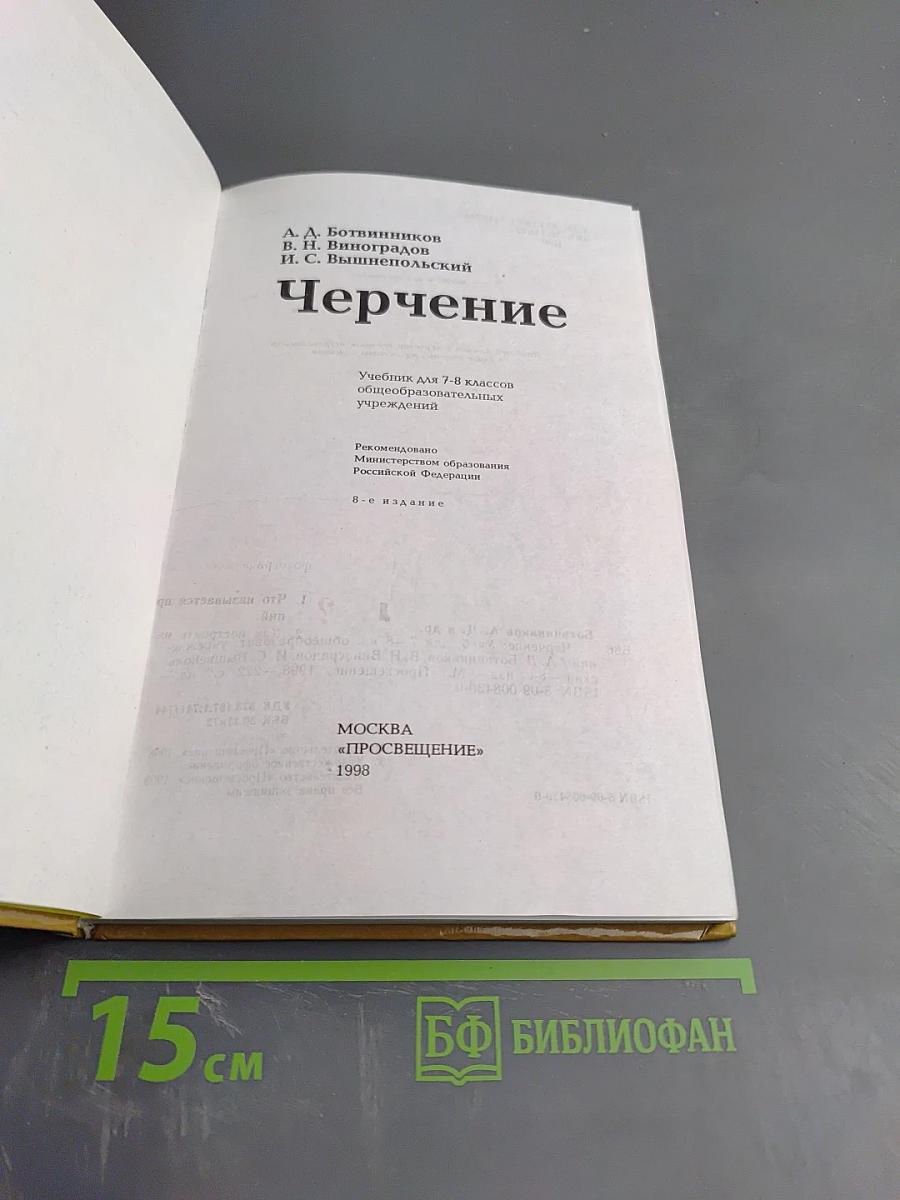 А. Д. Ботвинников
В. Н. Виноградов
И. С. Вышнепольский
Черчение
Учебник для 7-8 классов
общеобразовательных
учреждений
Рекомендовано
Министерством образования
Российской Федерации
8-е издание
МОСКВА
«ПРОСВЕЩЕНИЕ»
1998
15 см
БФ БИБЛИОФАН